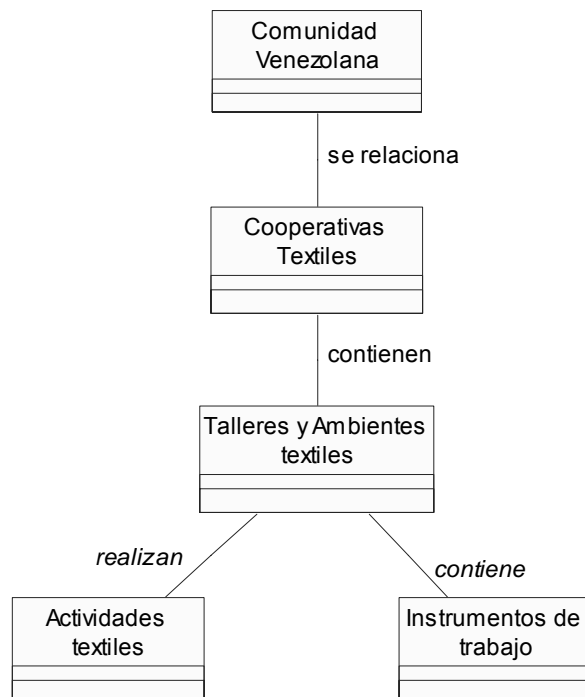 Comunidad
Venezolana
se relaciona
Cooperativas
Textiles
contienen
Talleres y Ambientes
textiles
realizan
contiene
Actividades
textiles
Instrumentos de
trabajo